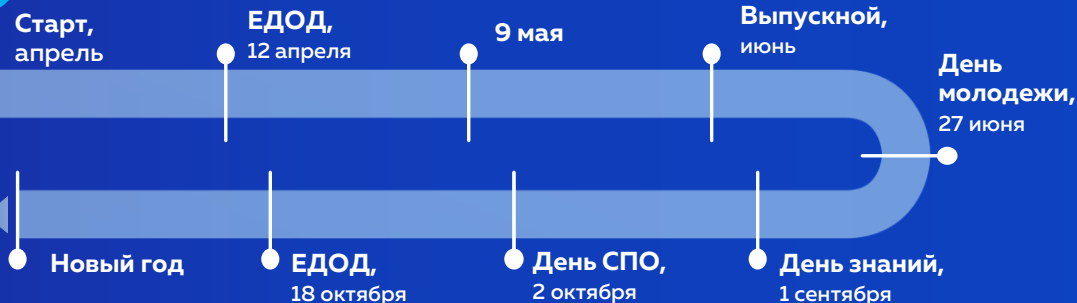 Старт,
апрель
ЕДОД,
12 апреля
9 мая
Выпускной,
июнь
День
молодежи,
27 июня
Новый год
ЕДОД,
18 октября
День СПО,
2 октября
День знаний,
1 сентября